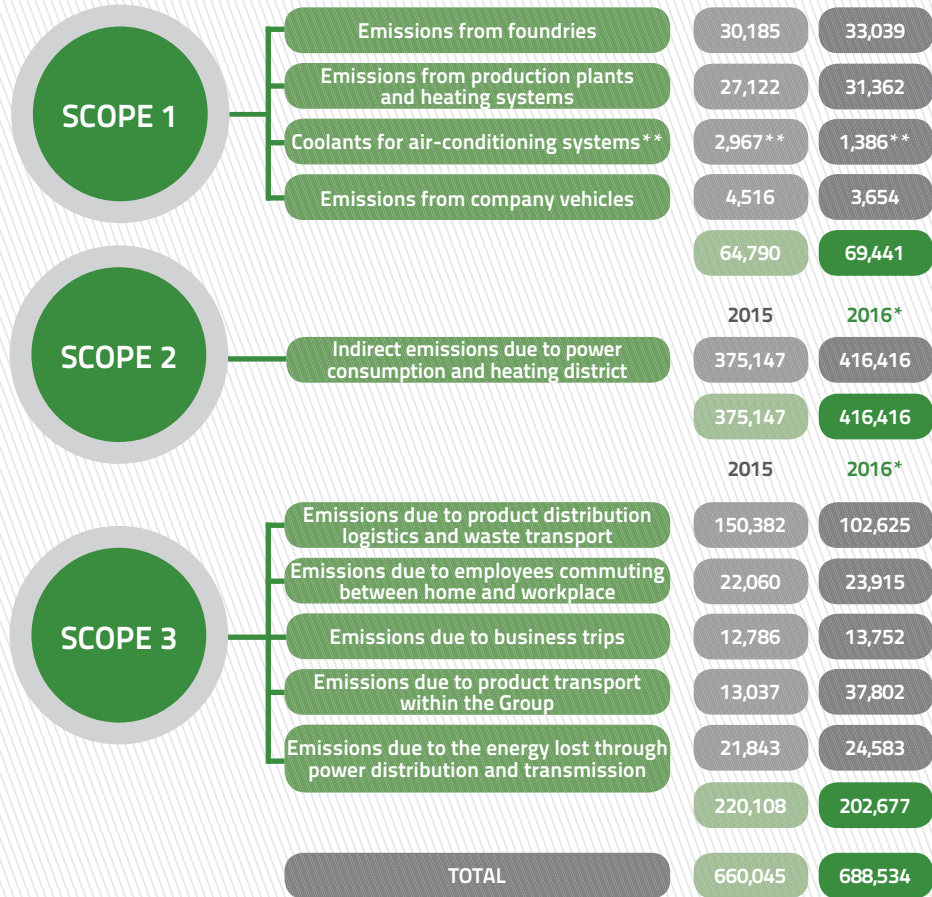 SCOPE 1
Emissions from foundries 30,185 33,039
Emissions from production plants
and heating systems 27,122 31,362
Coolants for air-conditioning systems** 2,967** 1,386**
Emissions from company vehicles 4,516 3,654
64,790 69,441
2015 2016*
SCOPE 2
Indirect emissions due to power
consumption and heating district 375,147 416,416
375,147 416,416
2015 2016*
SCOPE 3
Emissions due to product distribution
logistics and waste transport 150,382 102,625
Emissions due to employees commuting
between home and workplace 22,060 23,915
Emissions due to business trips 12,786 13,752
Emissions due to product transport
within the Group 13,037 37,802
Emissions due to the energy lost through
power distribution and transmission 21,843 24,583
220,108 202,677
TOTAL 660,045 688,534